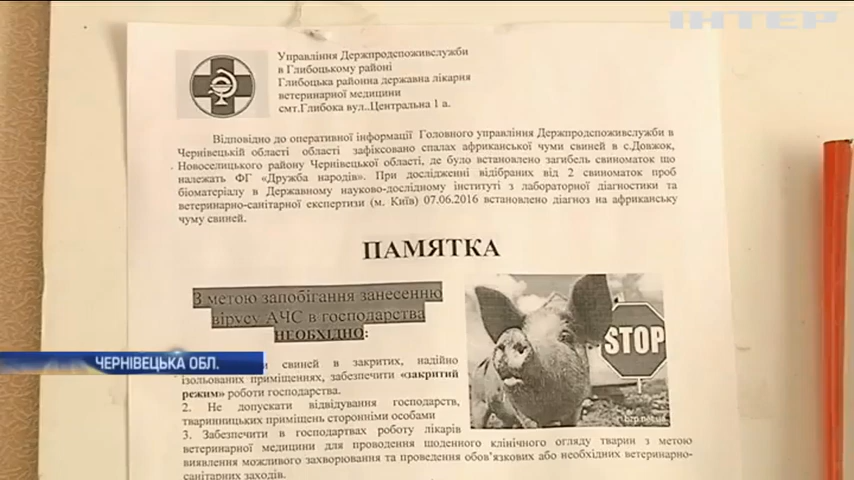 ІНТЕР
Управління Держпродспоживслужби
в Глибоцькому районі
Глибоцька районна державна лікарня
ветеринарної медицини
смт.Глибока вул..Центральна 1 а.
Відповідно до оперативної інформації Головного управління Держпродспоживслужби в
Чернівецькій області області зафіксовано спалах африканської чуми свиней в с.Довжок,
Новоселицького району Чернівецької області, де було встановлено загибель свиноматок що
належать ФГ «Дружба народів». При дослідженні відібраних від 2 свиноматок проб
біоматеріалу в Державному науково-дослідному інституті з лабораторної діагностики та
ветеринарно-санітарної експертизи (м. Київ) 07.06.2016 встановлено діагноз на африканську
чуму свиней.
ПАМЯТКА
З метою запобігання занесенню
вірусу АЧС в господарства
НЕОБХІДНО:
STOP
свиней в закритих, надійно
ізольованих приміщеннях, забезпечити «закритий
режим» роботи господарства.
2. Не допускати відвідування господарств,
тваринницьких приміщень сторонніми особами
3. Забезпечити в господартвах роботу лікарів
ветеринарної медицини для проведення щоденного клінічного огляду тварин з метою
виявлення можливого захворювання та проведення обов’язкових або необхідних ветеринарно-
санітарних заходів.
ЧЕРНІВЕЦЬКА ОБЛ.